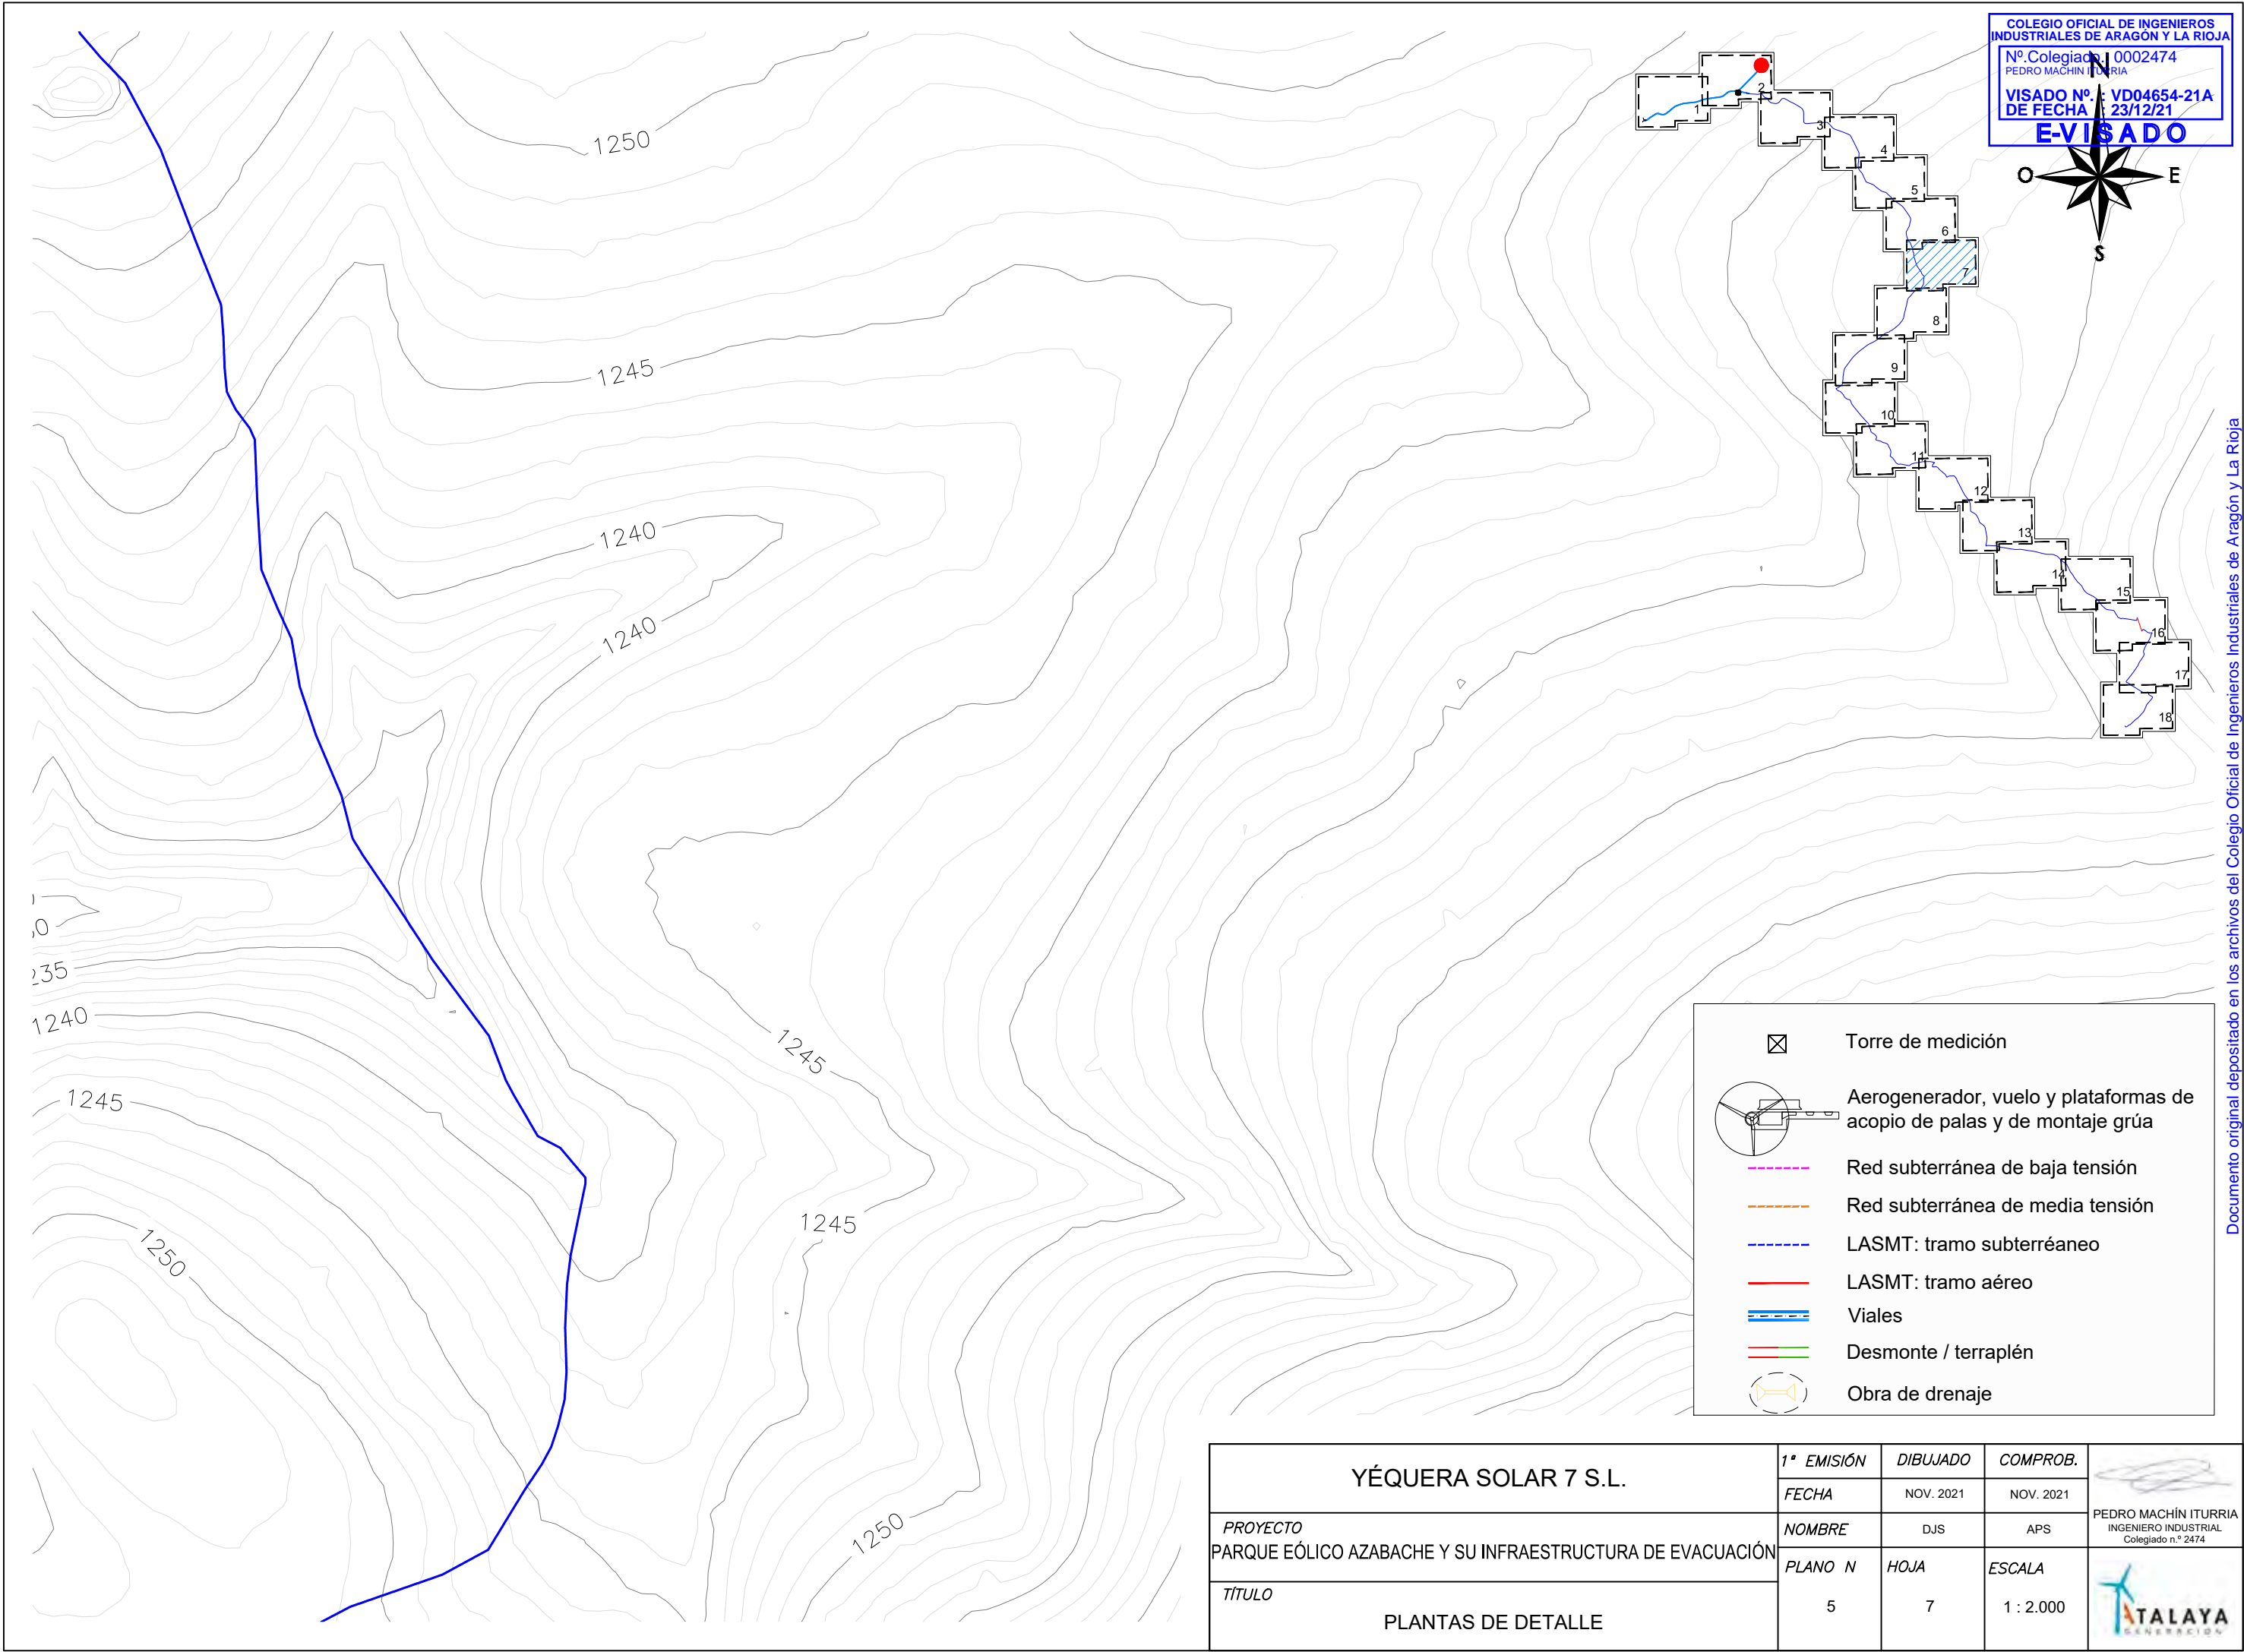 COLEGIO OFICIAL DE INGENIEROS
INDUSTRIALES DE ARAGÓN Y LA RIOJA
Nº.Colegiado.: 0002474
PEDRO MACHIN ITURRIA
VISADO Nº. : VD04654-21A
DE FECHA : 23/12/21
E-VISADO
N
O
E
S
1
2
3
4
5
6
7
8
9
10
11
12
13
14
15
16
17
18
1250
1245
1240
1240
235
1240
1245
1245
1250
1245
1250
Documento original depositado en los archivos del Colegio Oficial de Ingenieros Industriales de Aragón y La Rioja
Torre de medición
Aerogenerador, vuelo y plataformas de
acopio de palas y de montaje grúa
Red subterránea de baja tensión
Red subterránea de media tensión
LASMT: tramo subterréaneo
LASMT: tramo aéreo
Viales
Desmonte / terraplén
Obra de drenaje
YÉQUERA SOLAR 7 S.L.
PROYECTO
PARQUE EÓLICO AZABACHE Y SU INFRAESTRUCTURA DE EVACUACIÓN
TÍTULO
PLANTAS DE DETALLE
1ª EMISIÓN DIBUJADO COMPROB.
FECHA NOV. 2021 NOV. 2021
NOMBRE DJS APS
PLANO N HOJA ESCALA
5 7 1 : 2.000
PEDRO MACHÍN ITURRIA
INGENIERO INDUSTRIAL
Colegiado n.º 2474
ATALAYA
GENERACIÓN